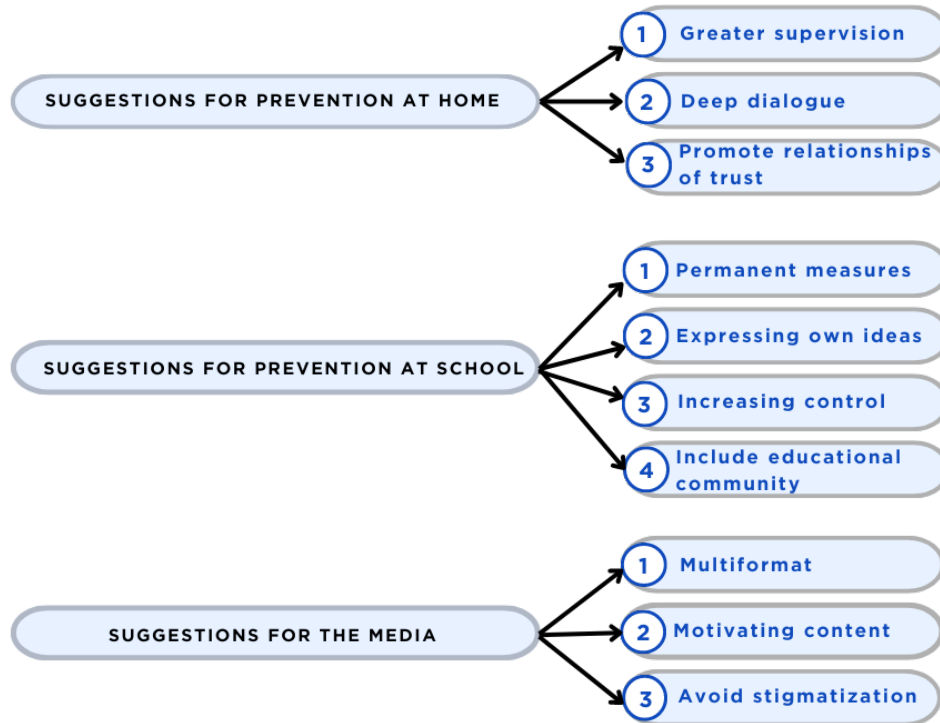 SUGGESTIONS FOR PREVENTION AT HOME
1 Greater supervision
2 Deep dialogue
3 Promote relationships
of trust
SUGGESTIONS FOR PREVENTION AT SCHOOL
1 Permanent measures
2 Expressing own ideas
3 Increasing control
4 Include educational
community
SUGGESTIONS FOR THE MEDIA
1 Multiformat
2 Motivating content
3 Avoid stigmatization